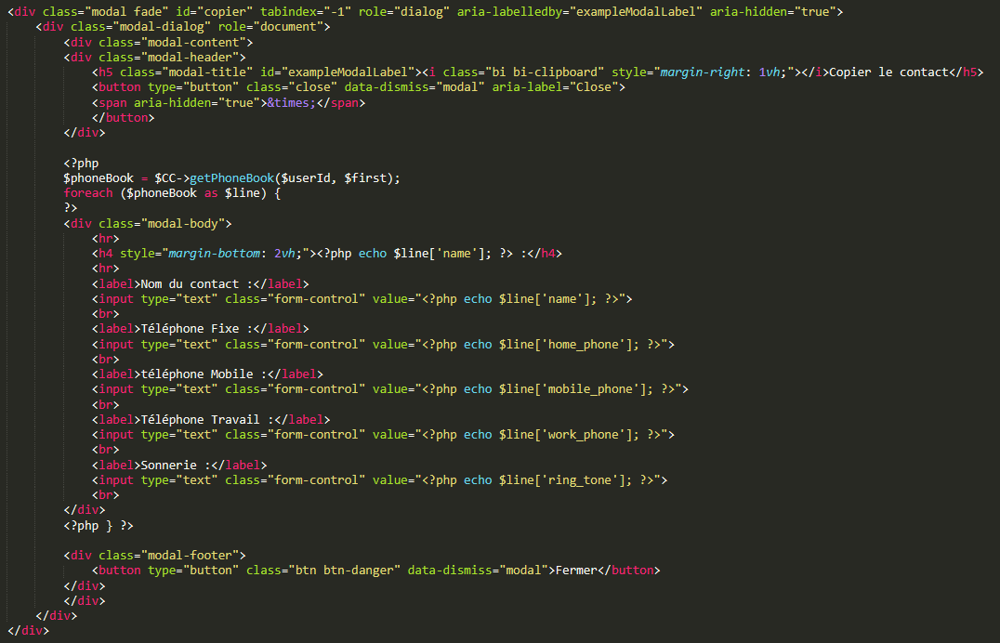 <div class="modal fade" id="copier" tabindex="-1" role="dialog" aria-labelledby="exampleModalLabel" aria-hidden="true">
<div class="modal-dialog" role="document">
<div class="modal-content">
<div class="modal-header">
<h5 class="modal-title" id="exampleModalLabel"><i class="bi bi-clipboard" style="margin-right: 1vh;"></i>Copier le contact</h5>
<button type="button" class="close" data-dismiss="modal" aria-label="Close">
<span aria-hidden="true">&times;</span>
</button>
</div>
<?php
$phoneBook = $CC->getPhoneBook($userId, $first);
foreach ($phoneBook as $line) {
?>
<div class="modal-body">
<hr>
<h4 style="margin-bottom: 2vh;"><?php echo $line['name']; ?> :</h4>
<hr>
<label>Nom du contact :</label>
<input type="text" class="form-control" value="<?php echo $line['name']; ?>">
<br>
<label>Téléphone Fixe :</label>
<input type="text" class="form-control" value="<?php echo $line['home_phone']; ?>">
<br>
<label>téléphone Mobile :</label>
<input type="text" class="form-control" value="<?php echo $line['mobile_phone']; ?>">
<br>
<label>Téléphone Travail :</label>
<input type="text" class="form-control" value="<?php echo $line['work_phone']; ?>">
<br>
<label>Sonnerie :</label>
<input type="text" class="form-control" value="<?php echo $line['ring_tone']; ?>">
<br>
</div>
<?php } ?>
<div class="modal-footer">
<button type="button" class="btn btn-danger" data-dismiss="modal">Fermer</button>
</div>
</div>
</div>
</div>